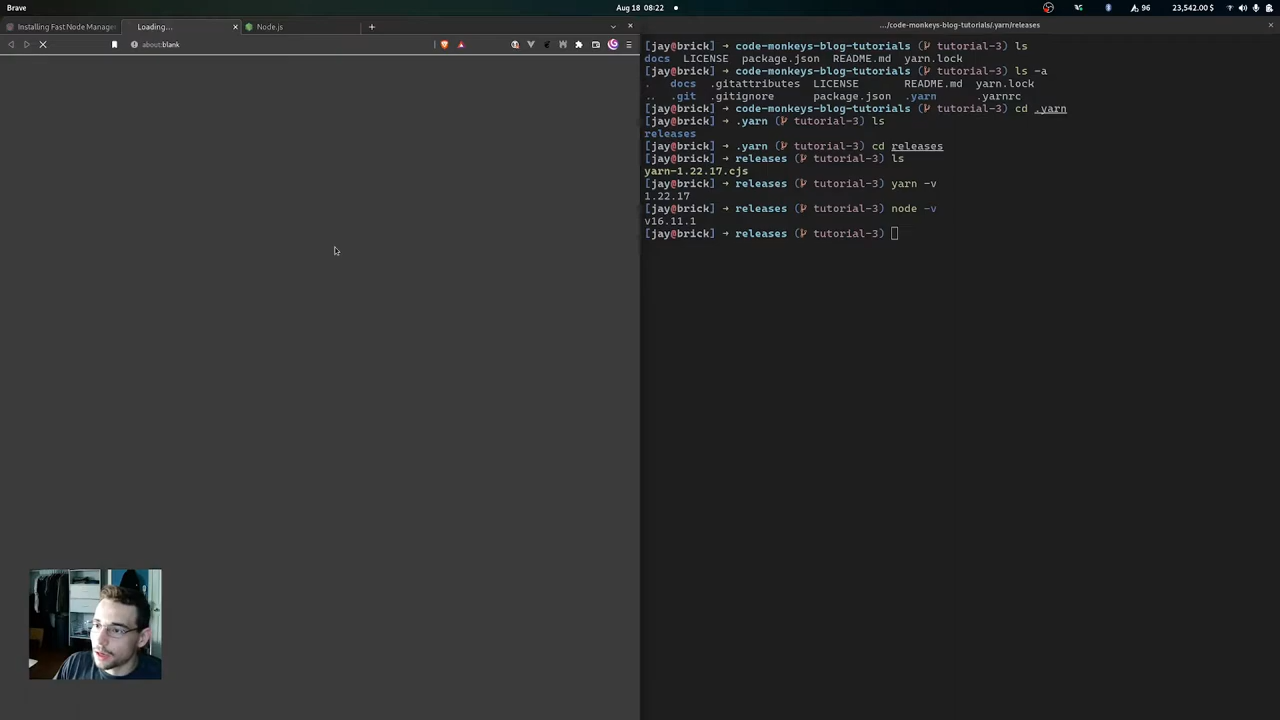 Brave
Aug 18 08:22
96
23,542.00 $
Installing Fast Node Manager
Loading...
Node.js
about:blank
.../code-monkeys-blog-tutorials/.yarn/releases
[jay@brick] → code-monkeys-blog-tutorials ( tutorial-3) ls
docs LICENSE package.json README.md yarn.lock
[jay@brick] → code-monkeys-blog-tutorials ( tutorial-3) ls -a
. docs .gitattributes LICENSE README.md yarn.lock
.. .git .gitignore package.json .yarn .yarnrc
[jay@brick] → code-monkeys-blog-tutorials ( tutorial-3) cd .yarn
[jay@brick] → .yarn ( tutorial-3) ls
releases
[jay@brick] → .yarn ( tutorial-3) cd releases
[jay@brick] → releases ( tutorial-3) ls
yarn-1.22.17.cjs
[jay@brick] → releases ( tutorial-3) yarn -v
1.22.17
[jay@brick] → releases ( tutorial-3) node -v
v16.11.1
[jay@brick] → releases ( tutorial-3)